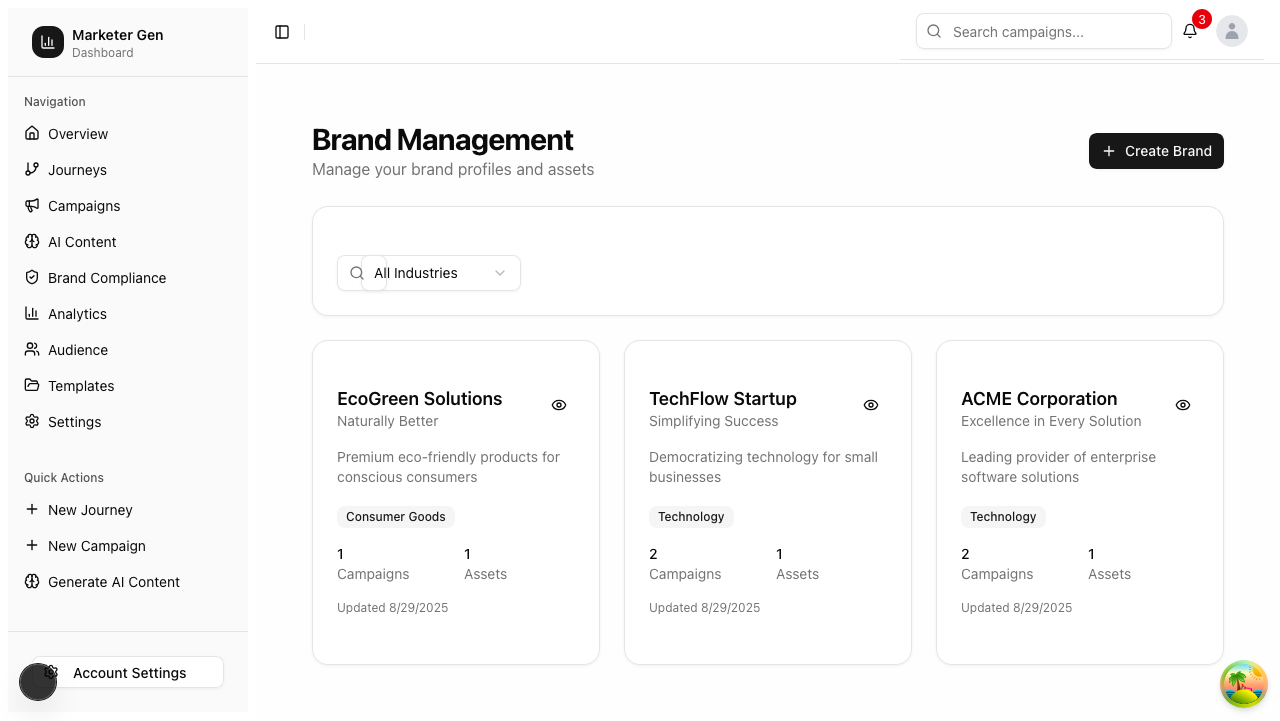 Marketer Gen
Dashboard
Navigation
Overview
Journeys
Campaigns
AI Content
Brand Compliance
Analytics
Audience
Templates
Settings
Quick Actions
New Journey
New Campaign
Generate AI Content
Account Settings
Search campaigns...
3
Brand Management
Manage your brand profiles and assets
Create Brand
All Industries
EcoGreen Solutions
Naturally Better
Premium eco-friendly products for
conscious consumers
Consumer Goods
1 1
Campaigns Assets
Updated 8/29/2025
TechFlow Startup
Simplifying Success
Democratizing technology for small
businesses
Technology
2 1
Campaigns Assets
Updated 8/29/2025
ACME Corporation
Excellence in Every Solution
Leading provider of enterprise
software solutions
Technology
2 1
Campaigns Assets
Updated 8/29/2025